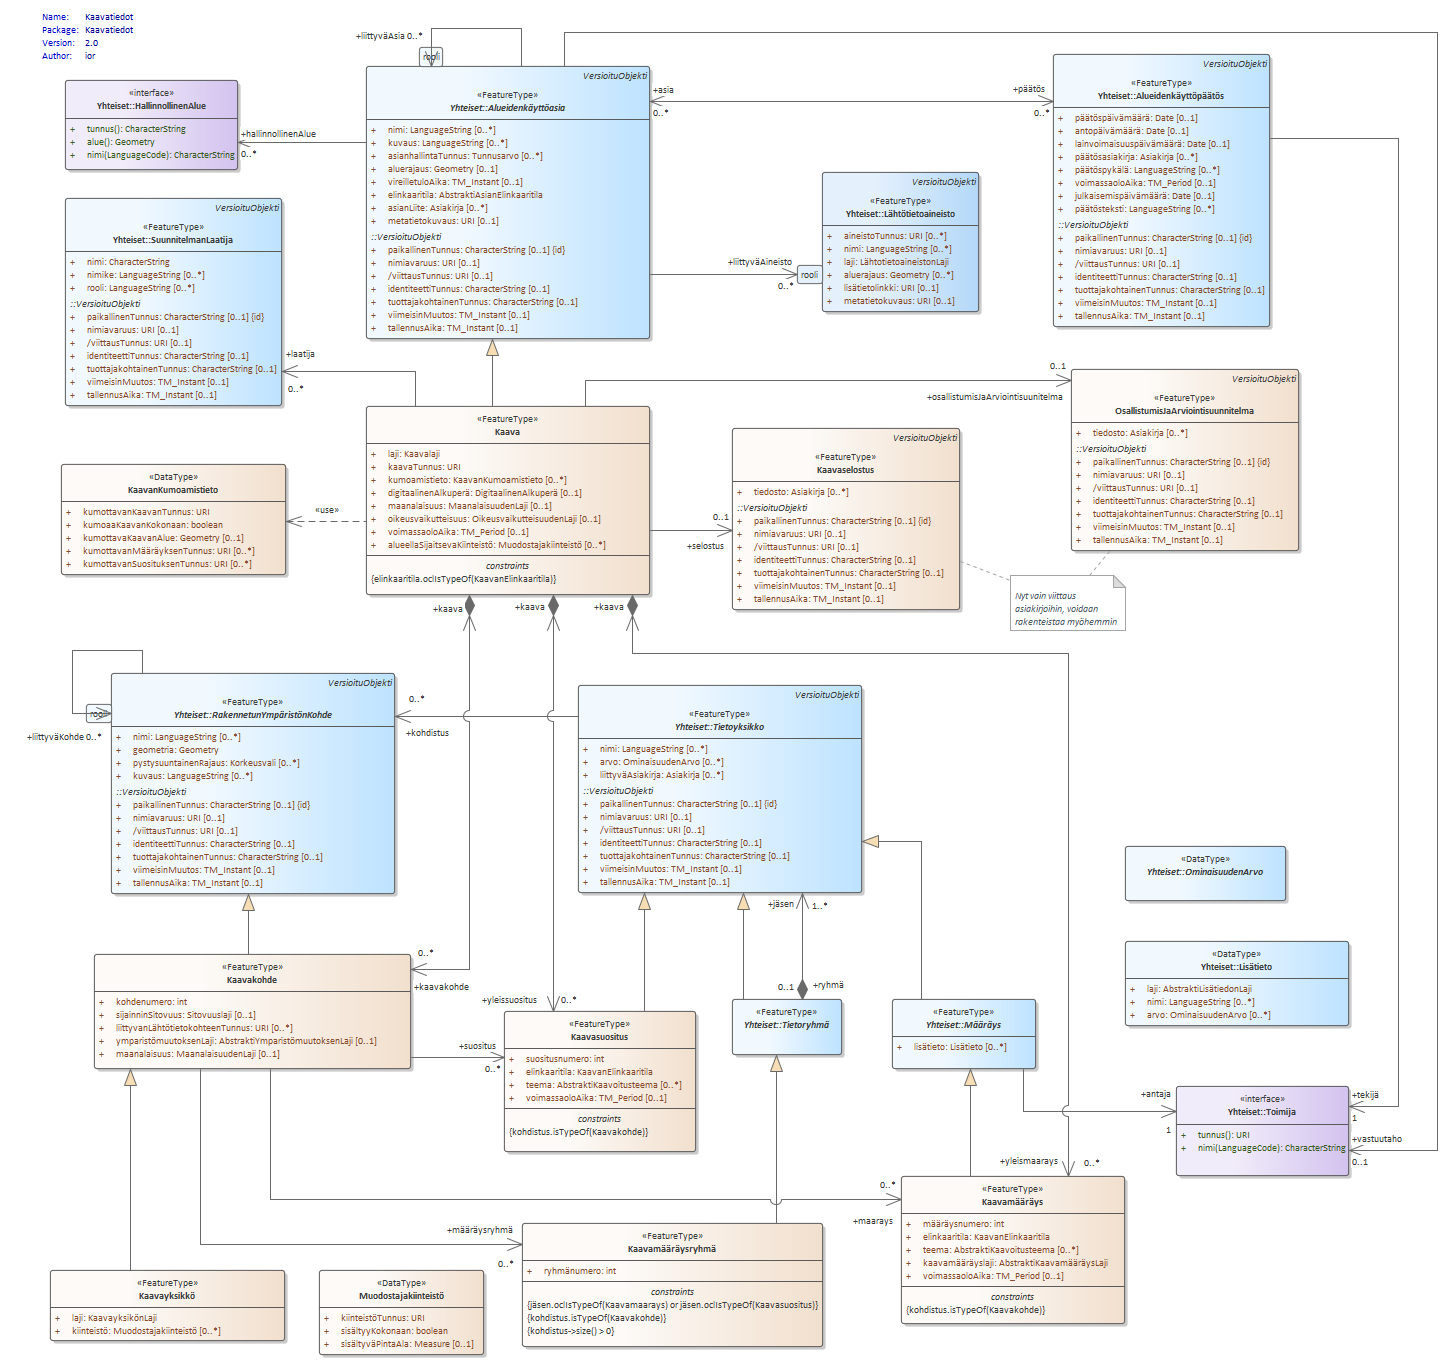 Name: Kaavatiedot
Package: Kaavatiedot
Version: 2.0
Author: ior
«interface»
Yhteiset::HallinnollinenAlue
+ tunnus(): CharacterString
+ alue(): Geometry
+ nimi(LanguageCode): CharacterString
+hallinnollinenAlue
0..*
+liittyväAsia 0..*
rooli
VersioituObjekti
«FeatureType»
Yhteiset::Alueidenkäyttöasia
+ nimi: LanguageString [0..*]
+ kuvaus: LanguageString [0..*]
+ asianhallintaTunnus: Tunnusarvo [0..*]
+ aluerajaus: Geometry [0..1]
+ vireilletuloAika: TM_Instant [0..1]
+ elinkaaritila: AbstraktiAsianElinkaaritila
+ asianLiite: Asiakirja [0..*]
+ metatietokuvaus: URI [0..1]
::VersioituObjekti
+ paikallinenTunnus: CharacterString [0..1] {id}
+ nimiavaruus: URI [0..1]
+ /viittausTunnus: URI [0..1]
+ identiteettiTunnus: CharacterString [0..1]
+ tuottajakohtainenTunnus: CharacterString [0..1]
+ viimeisinMuutos: TM_Instant [0..1]
+ tallennusAika: TM_Instant [0..1]
+asia
0..*
+päätös
0..*
VersioituObjekti
«FeatureType»
Yhteiset::Alueidenkäyttöpäätös
+ päätöspäivämäärä: Date [0..1]
+ antopäivämäärä: Date [0..1]
+ lainvoimaisuuspäivämäärä: Date [0..1]
+ päätösasiakirja: Asiakirja [0..*]
+ päätöspykälä: LanguageString [0..*]
+ voimassaoloAika: TM_Period [0..1]
+ julkaisemispäivämäärä: Date [0..1]
+ päätösteksti: LanguageString [0..*]
::VersioituObjekti
+ paikallinenTunnus: CharacterString [0..1] {id}
+ nimiavaruus: URI [0..1]
+ /viittausTunnus: URI [0..1]
+ identiteettiTunnus: CharacterString [0..1]
+ tuottajakohtainenTunnus: CharacterString [0..1]
+ viimeisinMuutos: TM_Instant [0..1]
+ tallennusAika: TM_Instant [0..1]
VersioituObjekti
«FeatureType»
Yhteiset::Lähtötietoaineisto
+ aineistoTunnus: URI [0..*]
+ nimi: LanguageString [0..*]
+ laji: LähtotietoaineistonLaji
+ aluerajaus: Geometry [0..*]
+ lisätietolinkki: URI [0..1]
+ metatietokuvaus: URI [0..1]
+liittyväAineisto
0..*
rooli
VersioituObjekti
«FeatureType»
Yhteiset::SuunnitelmanLaatija
+ nimi: CharacterString
+ nimike: LanguageString [0..*]
+ rooli: LanguageString [0..*]
::VersioituObjekti
+ paikallinenTunnus: CharacterString [0..1] {id}
+ nimiavaruus: URI [0..1]
+ /viittausTunnus: URI [0..1]
+ identiteettiTunnus: CharacterString [0..1]
+ tuottajakohtainenTunnus: CharacterString [0..1]
+ viimeisinMuutos: TM_Instant [0..1]
+ tallennusAika: TM_Instant [0..1]
+laatija
0..*
«FeatureType»
Kaava
+ laji: Kaavalaji
+ kaavaTunnus: URI
+ kumoamistieto: KaavanKumoamistieto [0..*]
+ digitaalinenAlkuperä: DigitaalinenAlkuperä [0..1]
+ maanalaisuus: MaanalaisuudenLaji [0..1]
+ oikeusvaikutteisuus: OikeusvaikutteisuudenLaji [0..1]
+ voimassaoloAika: TM_Period [0..1]
+ alueellaSijaitsevaKiinteistö: Muodostajakiinteistö [0..*]
constraints
{elinkaaritila.oclIsTypeOf(KaavanElinkaaritila)}
0..1
+osallistumisJaArviointisuunitelma
VersioituObjekti
«FeatureType»
OsallistumisJaArviointisuunnitelma
+ tiedosto: Asiakirja [0..*]
::VersioituObjekti
+ paikallinenTunnus: CharacterString [0..1] {id}
+ nimiavaruus: URI [0..1]
+ /viittausTunnus: URI [0..1]
+ identiteettiTunnus: CharacterString [0..1]
+ tuottajakohtainenTunnus: CharacterString [0..1]
+ viimeisinMuutos: TM_Instant [0..1]
+ tallennusAika: TM_Instant [0..1]
VersioituObjekti
«FeatureType»
Kaavaselostus
+ tiedosto: Asiakirja [0..*]
::VersioituObjekti
+ paikallinenTunnus: CharacterString [0..1] {id}
+ nimiavaruus: URI [0..1]
+ /viittausTunnus: URI [0..1]
+ identiteettiTunnus: CharacterString [0..1]
+ tuottajakohtainenTunnus: CharacterString [0..1]
+ viimeisinMuutos: TM_Instant [0..1]
+ tallennusAika: TM_Instant [0..1]
0..1
+selostus
«DataType»
KaavanKumoamistieto
+ kumottavanKaavanTunnus: URI
+ kumoaaKaavanKokonaan: boolean
+ kumottavaKaavanAlue: Geometry [0..1]
+ kumottavanMääräyksenTunnus: URI [0..*]
+ kumottavanSuosituksenTunnus: URI [0..*]
«use»
Nyt vain viittaus
asiakirjoihin, voidaan
rakenteistaa myöhemmin
+kaava
+kaava
+kaava
rooli
+liittyväKohde 0..*
VersioituObjekti
«FeatureType»
Yhteiset::RakennetunYmpäristönKohde
+ nimi: LanguageString [0..*]
+ geometria: Geometry
+ pystysuuntainenRajaus: Korkeusvali [0..*]
+ kuvaus: LanguageString [0..*]
::VersioituObjekti
+ paikallinenTunnus: CharacterString [0..1] {id}
+ nimiavaruus: URI [0..1]
+ /viittausTunnus: URI [0..1]
+ identiteettiTunnus: CharacterString [0..1]
+ tuottajakohtainenTunnus: CharacterString [0..1]
+ viimeisinMuutos: TM_Instant [0..1]
+ tallennusAika: TM_Instant [0..1]
0..*
+kohdistus
VersioituObjekti
«FeatureType»
Yhteiset::Tietoyksikko
+ nimi: LanguageString [0..*]
+ arvo: OminaisuudenArvo [0..*]
+ liittyväAsiakirja: Asiakirja [0..*]
::VersioituObjekti
+ paikallinenTunnus: CharacterString [0..1] {id}
+ nimiavaruus: URI [0..1]
+ /viittausTunnus: URI [0..1]
+ identiteettiTunnus: CharacterString [0..1]
+ tuottajakohtainenTunnus: CharacterString [0..1]
+ viimeisinMuutos: TM_Instant [0..1]
+ tallennusAika: TM_Instant [0..1]
«DataType»
Yhteiset::OminaisuudenArvo
«DataType»
Yhteiset::Lisätieto
+ laji: AbstraktiLisätiedonLaji
+ nimi: LanguageString [0..*]
+ arvo: OminaisuudenArvo [0..*]
+jäsen 1..*
0..1 +ryhmä
«FeatureType»
Yhteiset::Tietoryhmä
«FeatureType»
Yhteiset::Määräys
+ lisätieto: Lisätieto [0..*]
«FeatureType»
Kaavakohde
+ kohdenumero: int
+ sijainninSitovuus: Sitovuuslaji [0..1]
+ liittyvanLähtötietokohteenTunnus: URI [0..*]
+ ymparistömuutoksenLaji: AbstraktiYmparistömuutoksenLaji [0..1]
+ maanalaisuus: MaanalaisuudenLaji [0..1]
0..*
+kaavakohde
+yleissuositus 0..*
«FeatureType»
Kaavasuositus
+ suositusnumero: int
+ elinkaaritila: KaavanElinkaaritila
+ teema: AbstraktiKaavoitusteema [0..*]
+ voimassaoloAika: TM_Period [0..1]
constraints
{kohdistus.isTypeOf(Kaavakohde)}
+suositus
0..*
+antaja
1
«interface»
Yhteiset::Toimija
+ tunnus(): URI
+ nimi(LanguageCode): CharacterString
+tekijä
1
+vastuutaho
0..1
+yleismaarays 0..*
0..*
+maarays
«FeatureType»
Kaavamääräys
+ määräysnumero: int
+ elinkaaritila: KaavanElinkaaritila
+ teema: AbstraktiKaavoitusteema [0..*]
+ kaavamääräyslaji: AbstraktiKaavamääräysLaji
+ voimassaoloAika: TM_Period [0..1]
constraints
{kohdistus.isTypeOf(Kaavakohde)}
+määräysryhmä
0..*
«FeatureType»
Kaavamääräysryhmä
+ ryhmänumero: int
constraints
{jäsen.oclIsTypeOf(Kaavamaarays) or jäsen.oclIsTypeOf(Kaavasuositus)}
{kohdistus.isTypeOf(Kaavakohde)}
{kohdistus->size() > 0}
«FeatureType»
Kaavayksikkö
+ laji: KaavayksikönLaji
+ kiinteistö: Muodostajakiinteistö [0..*]
«DataType»
Muodostajakiinteistö
+ kiinteistöTunnus: URI
+ sisältyyKokonaan: boolean
+ sisältyväPintaAla: Measure [0..1]